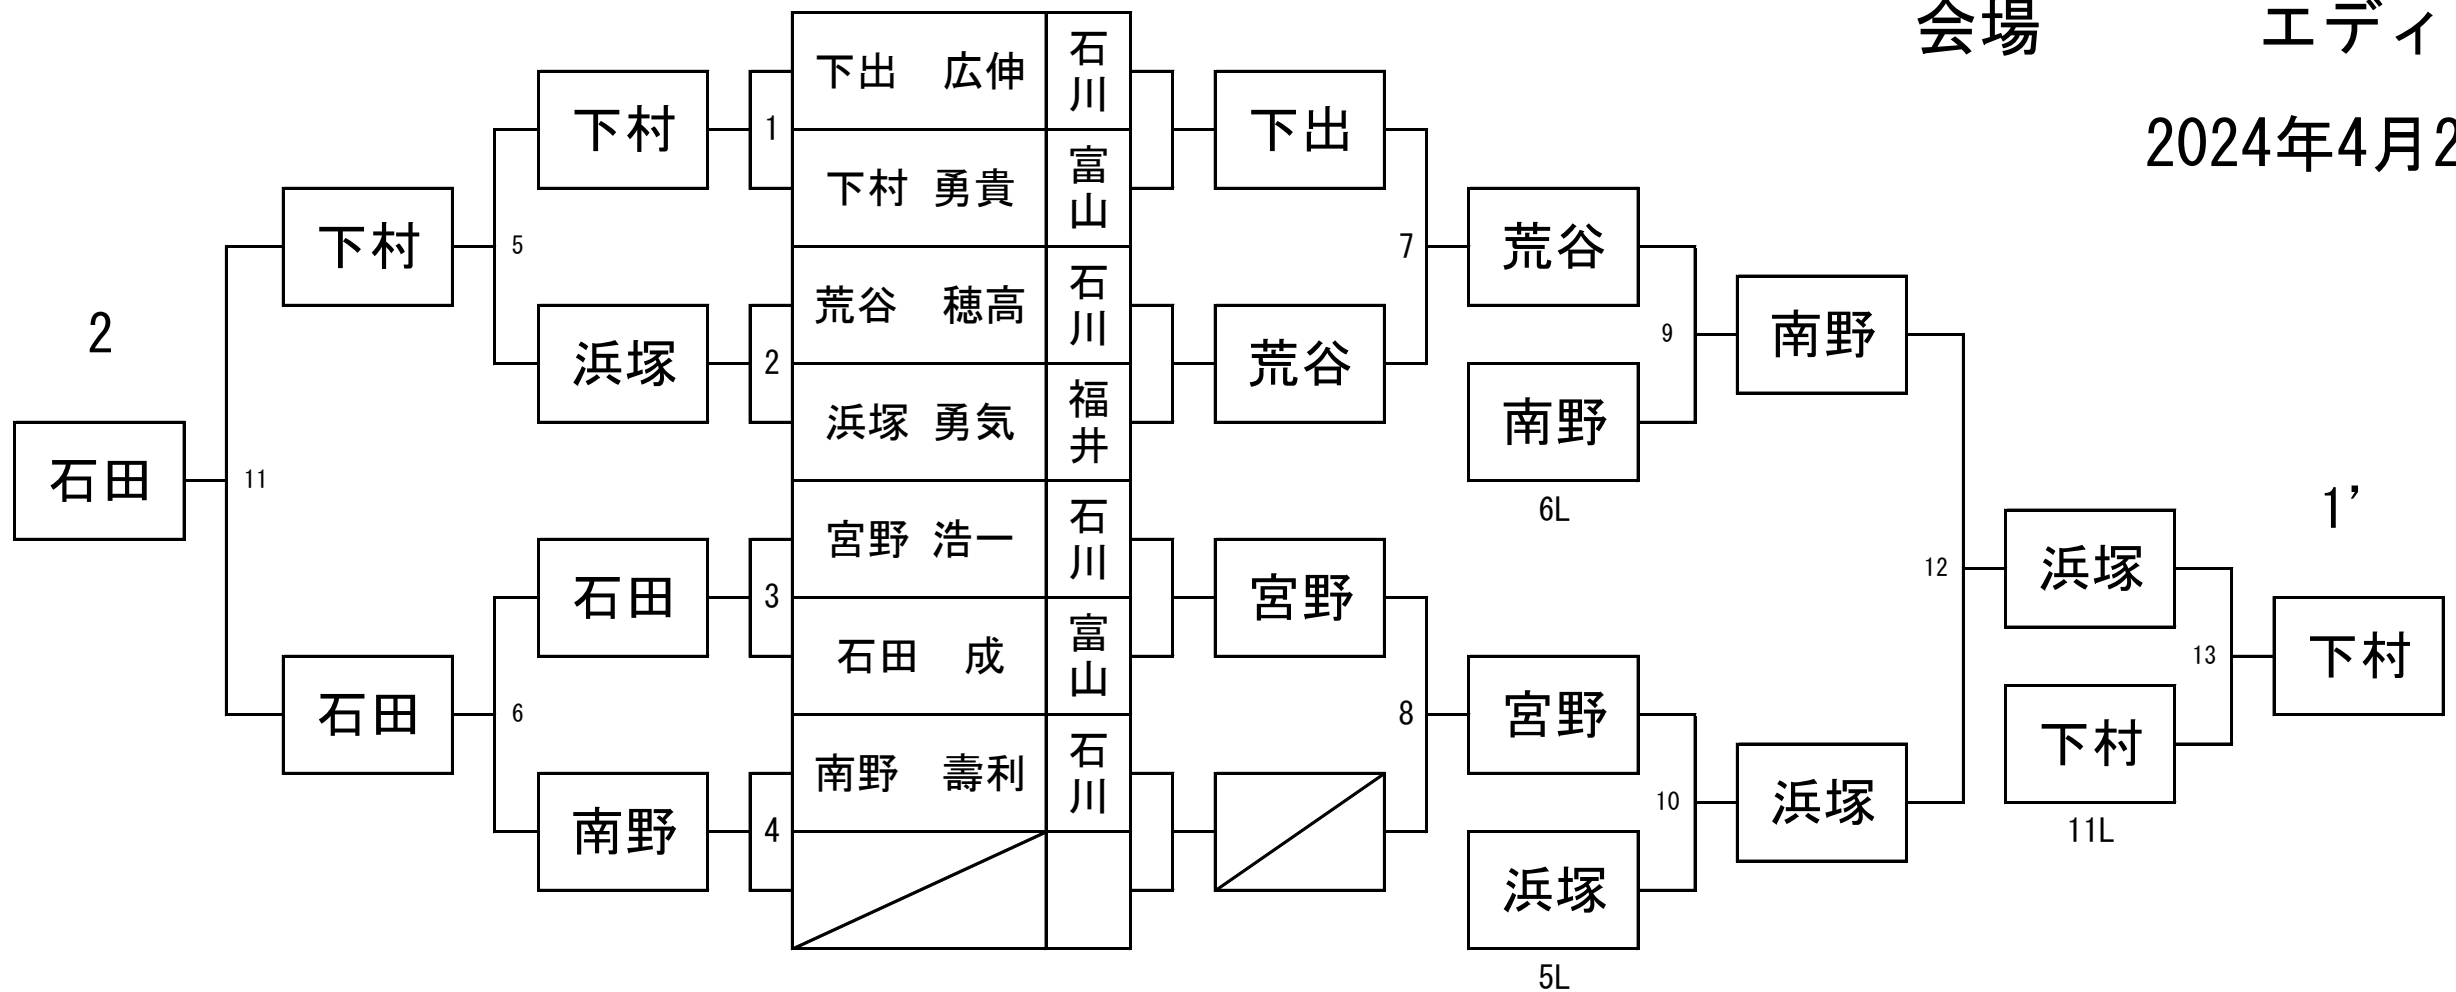 会場 エディ
2024年4月2
下出 広伸 石川
下村 勇貴 富山
荒谷 穂高 石川
浜塚 勇気 福井
宮野 浩一 石川
石田 成 富山
南野 壽利 石川
1
2
3
4
下村
浜塚
石田
南野
5
6
下村
石田
11
2
石田
下出
荒谷
宮野
7
8
荒谷
南野
6L
宮野
浜塚
5L
9
10
南野
浜塚
12
浜塚
下村
11L
13
1’
下村